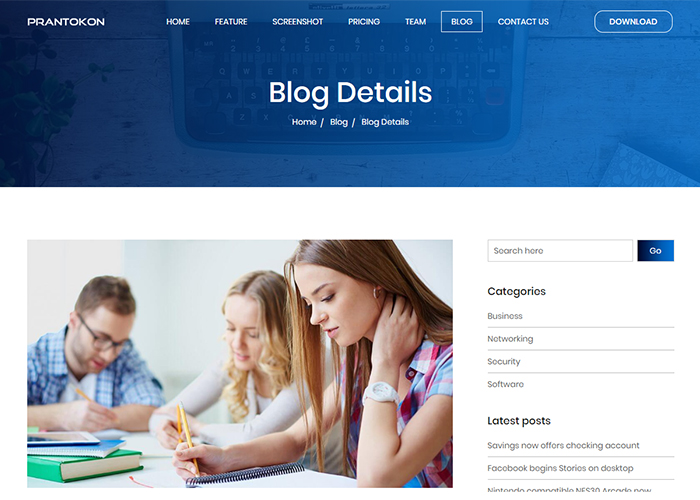 PRANTOKON HOME FEATURE SCREENSHOT PRICING TEAM BLOG CONTACT US DOWNLOAD
Blog Details
Home / Blog / Blog Details
Search here Go
Categories
Business
Networking
Security
Software
Latest posts
Savings now offers checking account
Facebook begins Stories on desktop
Nintendo compatible NES30 Arcade now